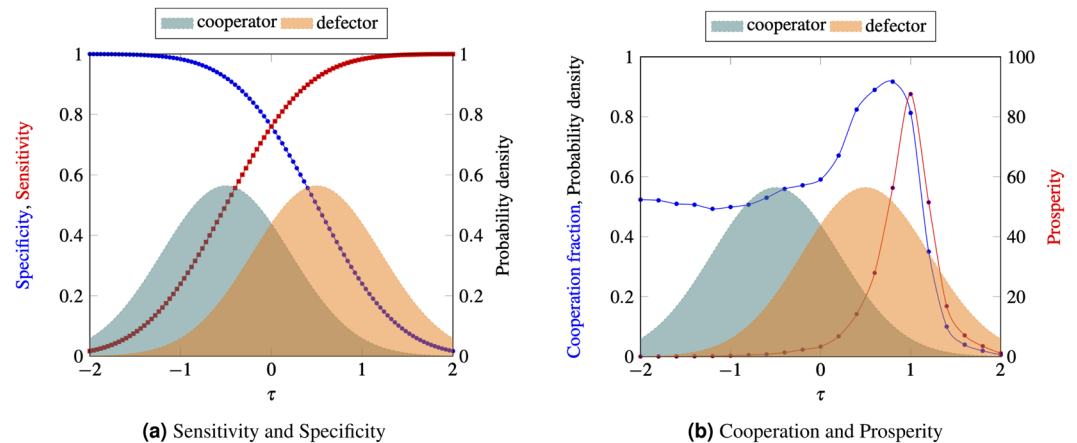 cooperator defector
1
0.8
0.6
0.4
0.2
0
1
0.8
0.6
0.4
0.2
0
−2 −1 0 1 2
τ
Specificity, Sensitivity
Probability density
(a) Sensitivity and Specificity
cooperator defector
1
0.8
0.6
0.4
0.2
0
100
80
60
40
20
0
−2 −1 0 1 2
τ
Cooperation fraction, Probability density
Prosperity
(b) Cooperation and Prosperity